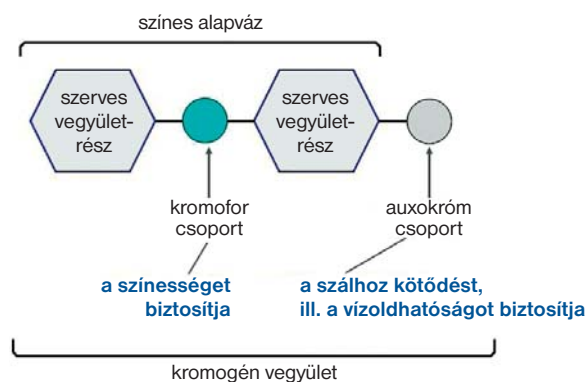 színes alapváz
szerves
vegyület-
rész
szerves
vegyület-
rész
kromofor
csoport
auxokróm
csoport
a színességet
biztosítja
a szálhoz kötődést,
ill. a vízoldhatóságot biztosítja
kromogén vegyület